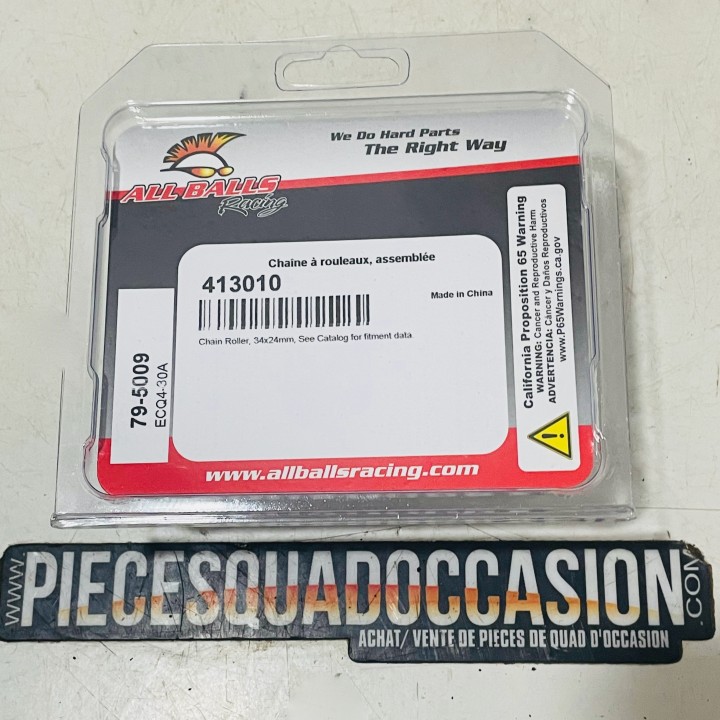 We Do Hard Parts
The Right Way
ALL BALLS
Racing
Chaîne à rouleaux, assemblée
413010
Made in China
Chain Roller, 34x24mm, See Catalog for fitment data
79-5009
ECQ4-30A
California Proposition 65 Warning
WARNING: Cancer and Reproductive Harm
ADVERTENCIA: Cáncer y Daños Reproductivos
www.P65Warnings.ca.gov
www.allballsracing.com
WWW.PIECESQUADOCCASION.COM
ACHAT/ VENTE DE PIECES DE QUAD D'OCCASION